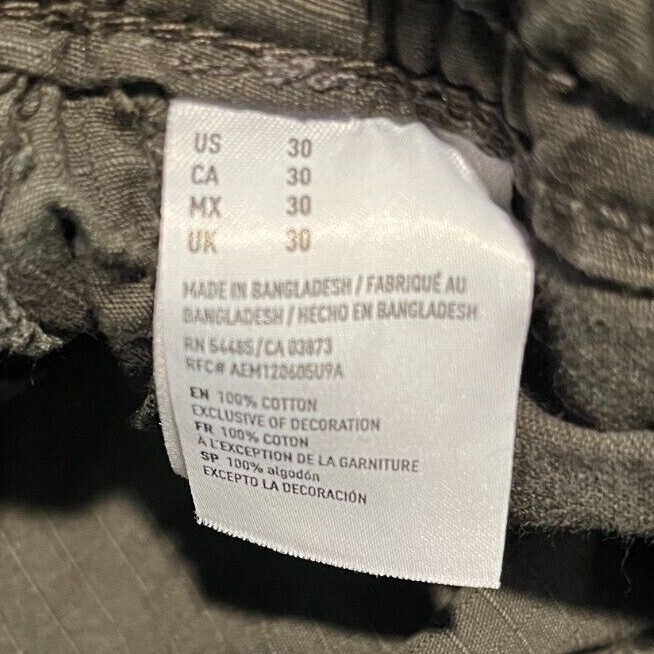 US 30
CA 30
MX 30
UK 30
MADE IN BANGLADESH / FABRIQUÉ AU
BANGLADESH / HECHO EN BANGLADESH
RN 54485/CA 03873
RFC# AEM120605U9A
EN 100% COTTON
EXCLUSIVE OF DECORATION
FR 100% COTON
À L'EXCEPTION DE LA GARNITURE
SP 100% algodón
EXCEPTO LA DECORACIÓN